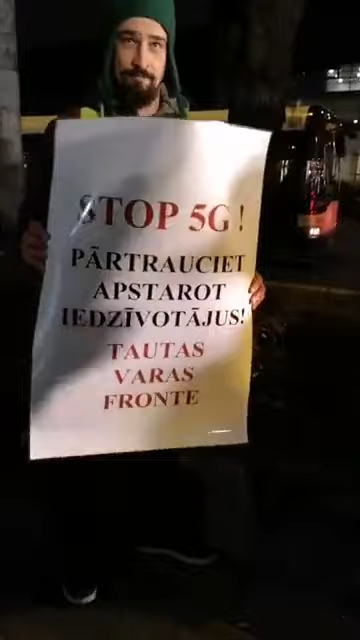 STOP 5G!
PĀRTRAUCIET
APSTAROT
IEDZĪVOTĀJUS!
TAUTAS
VARAS
FRONTE